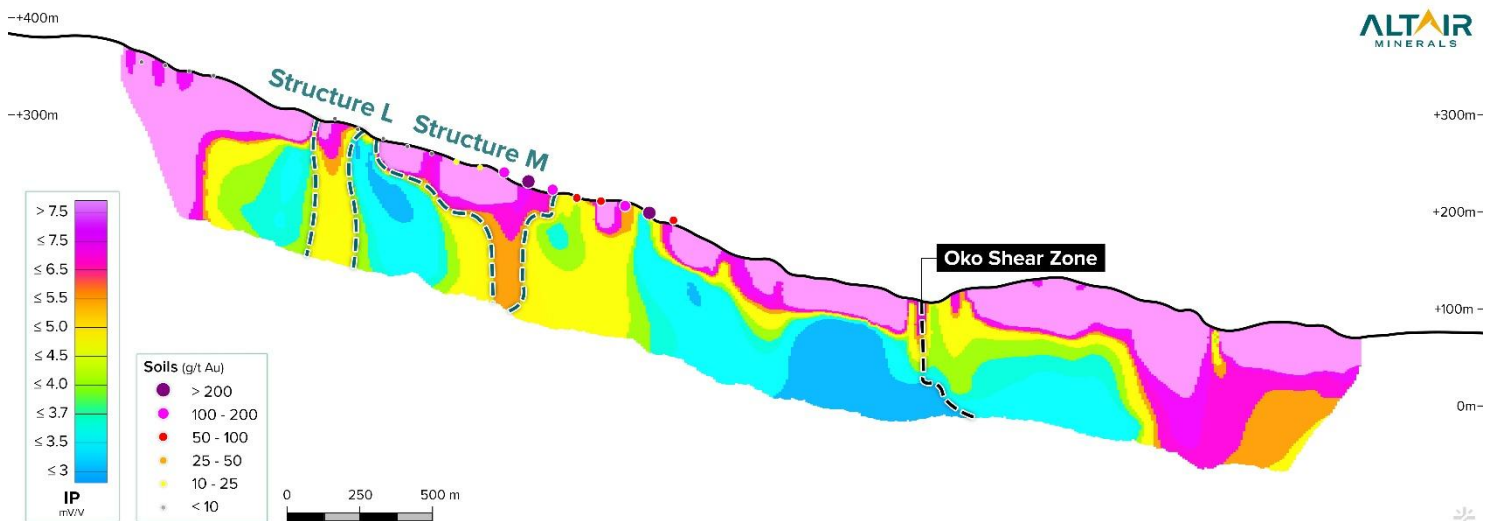 +400m
ALTAIR
MINERALS
Structure L
Structure M
+300m
+300m
+200m
Oko Shear Zone
+100m
0m
> 7.5
≤ 7.5
≤ 6.5
≤ 5.5
≤ 5.0
≤ 4.5
≤ 4.0
≤ 3.7
≤ 3.5
≤ 3
IP
mV/V
Soils (g/t Au)
> 200
100 - 200
50 - 100
25 - 50
10 - 25
< 10
0 250 500 m